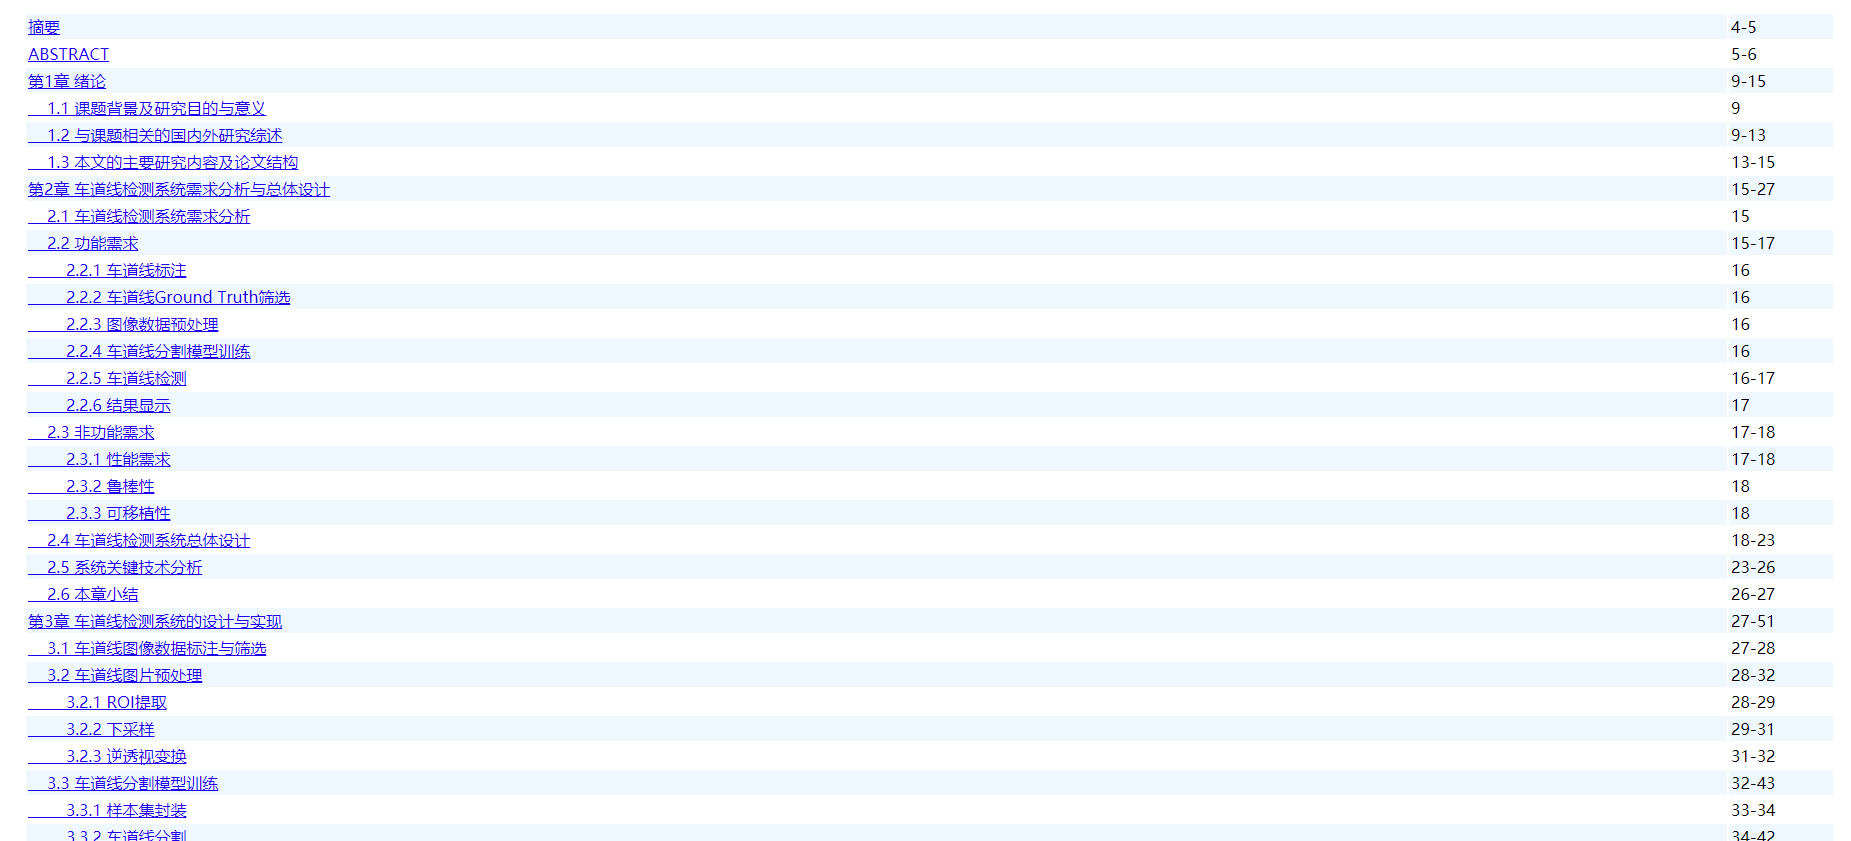 摘要 4-5
ABSTRACT 5-6
第1章 绪论 9-15
1.1 课题背景及研究目的与意义 9
1.2 与课题相关的国内外研究综述 9-13
1.3 本文的主要研究内容及论文结构 13-15
第2章 车道线检测系统需求分析与总体设计 15-27
2.1 车道线检测系统需求分析 15
2.2 功能需求 15-17
2.2.1 车道线标注 16
2.2.2 车道线Ground Truth筛选 16
2.2.3 图像数据预处理 16
2.2.4 车道线分割模型训练 16
2.2.5 车道线检测 16-17
2.2.6 结果显示 17
2.3 非功能需求 17-18
2.3.1 性能需求 17-18
2.3.2 鲁棒性 18
2.3.3 可移植性 18
2.4 车道线检测系统总体设计 18-23
2.5 系统关键技术分析 23-26
2.6 本章小结 26-27
第3章 车道线检测系统的设计与实现 27-51
3.1 车道线图像数据标注与筛选 27-28
3.2 车道线图片预处理 28-32
3.2.1 ROI提取 28-29
3.2.2 下采样 29-31
3.2.3 逆透视变换 31-32
3.3 车道线分割模型训练 32-43
3.3.1 样本集封装 33-34
3.3.2 车道线分割 34-42